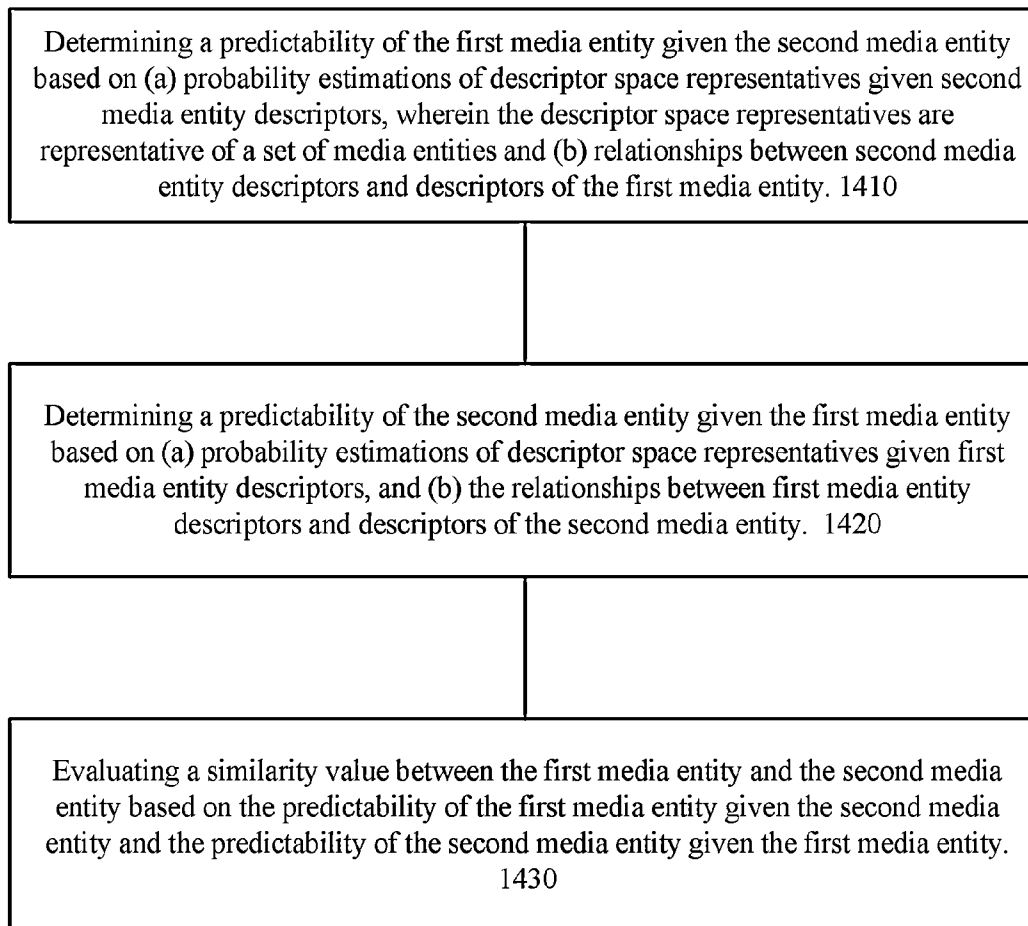 Determining a predictability of the first media entity given the second media entity
based on (a) probability estimations of descriptor space representatives given second
media entity descriptors, wherein the descriptor space representatives are
representative of a set of media entities and (b) relationships between second media
entity descriptors and descriptors of the first media entity. 1410
Determining a predictability of the second media entity given the first media entity
based on (a) probability estimations of descriptor space representatives given first
media entity descriptors, and (b) the relationships between first media entity
descriptors and descriptors of the second media entity. 1420
Evaluating a similarity value between the first media entity and the second media
entity based on the predictability of the first media entity given the second media
entity and the predictability of the second media entity given the first media entity.
1430